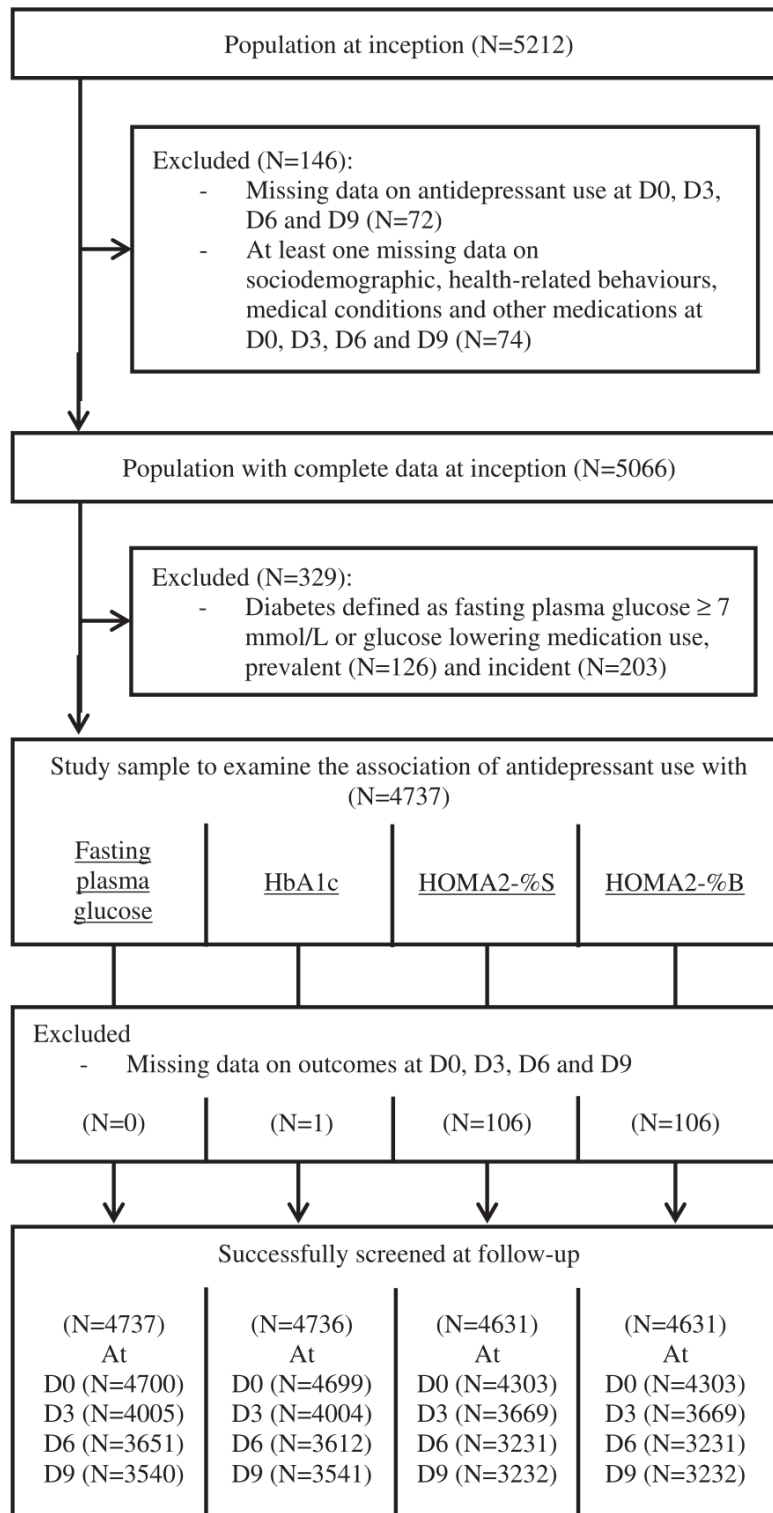 Population at inception (N=5212)
Excluded (N=146):
- Missing data on antidepressant use at D0, D3,
D6 and D9 (N=72)
- At least one missing data on
sociodemographic, health-related behaviours,
medical conditions and other medications at
D0, D3, D6 and D9 (N=74)
Population with complete data at inception (N=5066)
Excluded (N=329):
- Diabetes defined as fasting plasma glucose ≥ 7
mmol/L or glucose lowering medication use,
prevalent (N=126) and incident (N=203)
Study sample to examine the association of antidepressant use with
(N=4737)
Fasting
plasma
glucose
HbA1c
HOMA2-%S
HOMA2-%B
Excluded
- Missing data on outcomes at D0, D3, D6 and D9
(N=0)
(N=1)
(N=106)
(N=106)
Successfully screened at follow-up
(N=4737)
At
D0 (N=4700)
D3 (N=4005)
D6 (N=3651)
D9 (N=3540)
(N=4736)
At
D0 (N=4699)
D3 (N=4004)
D6 (N=3612)
D9 (N=3541)
(N=4631)
At
D0 (N=4303)
D3 (N=3669)
D6 (N=3231)
D9 (N=3232)
(N=4631)
At
D0 (N=4303)
D3 (N=3669)
D6 (N=3231)
D9 (N=3232)